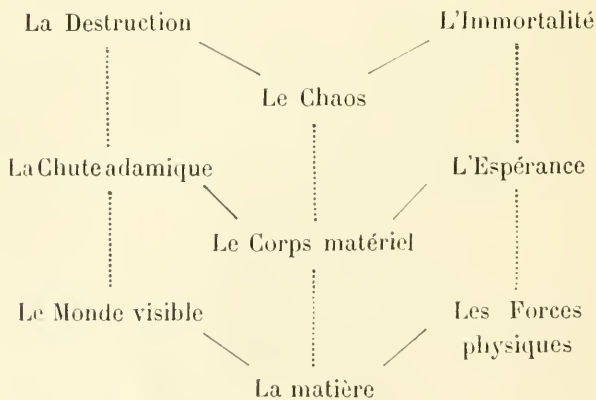 La Destruction
L'Immortalité
Le Chaos
La Chute adamique
L'Espérance
Le Corps matériel
Le Monde visible
Les Forces
physiques
La matière